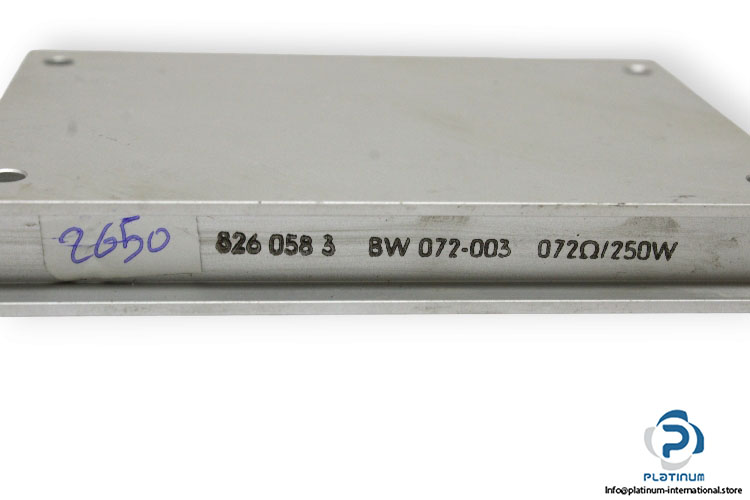 2650
826 058 3 BW 072-003 072Ω/250W
PLATINUM
Info@platinum-international.store